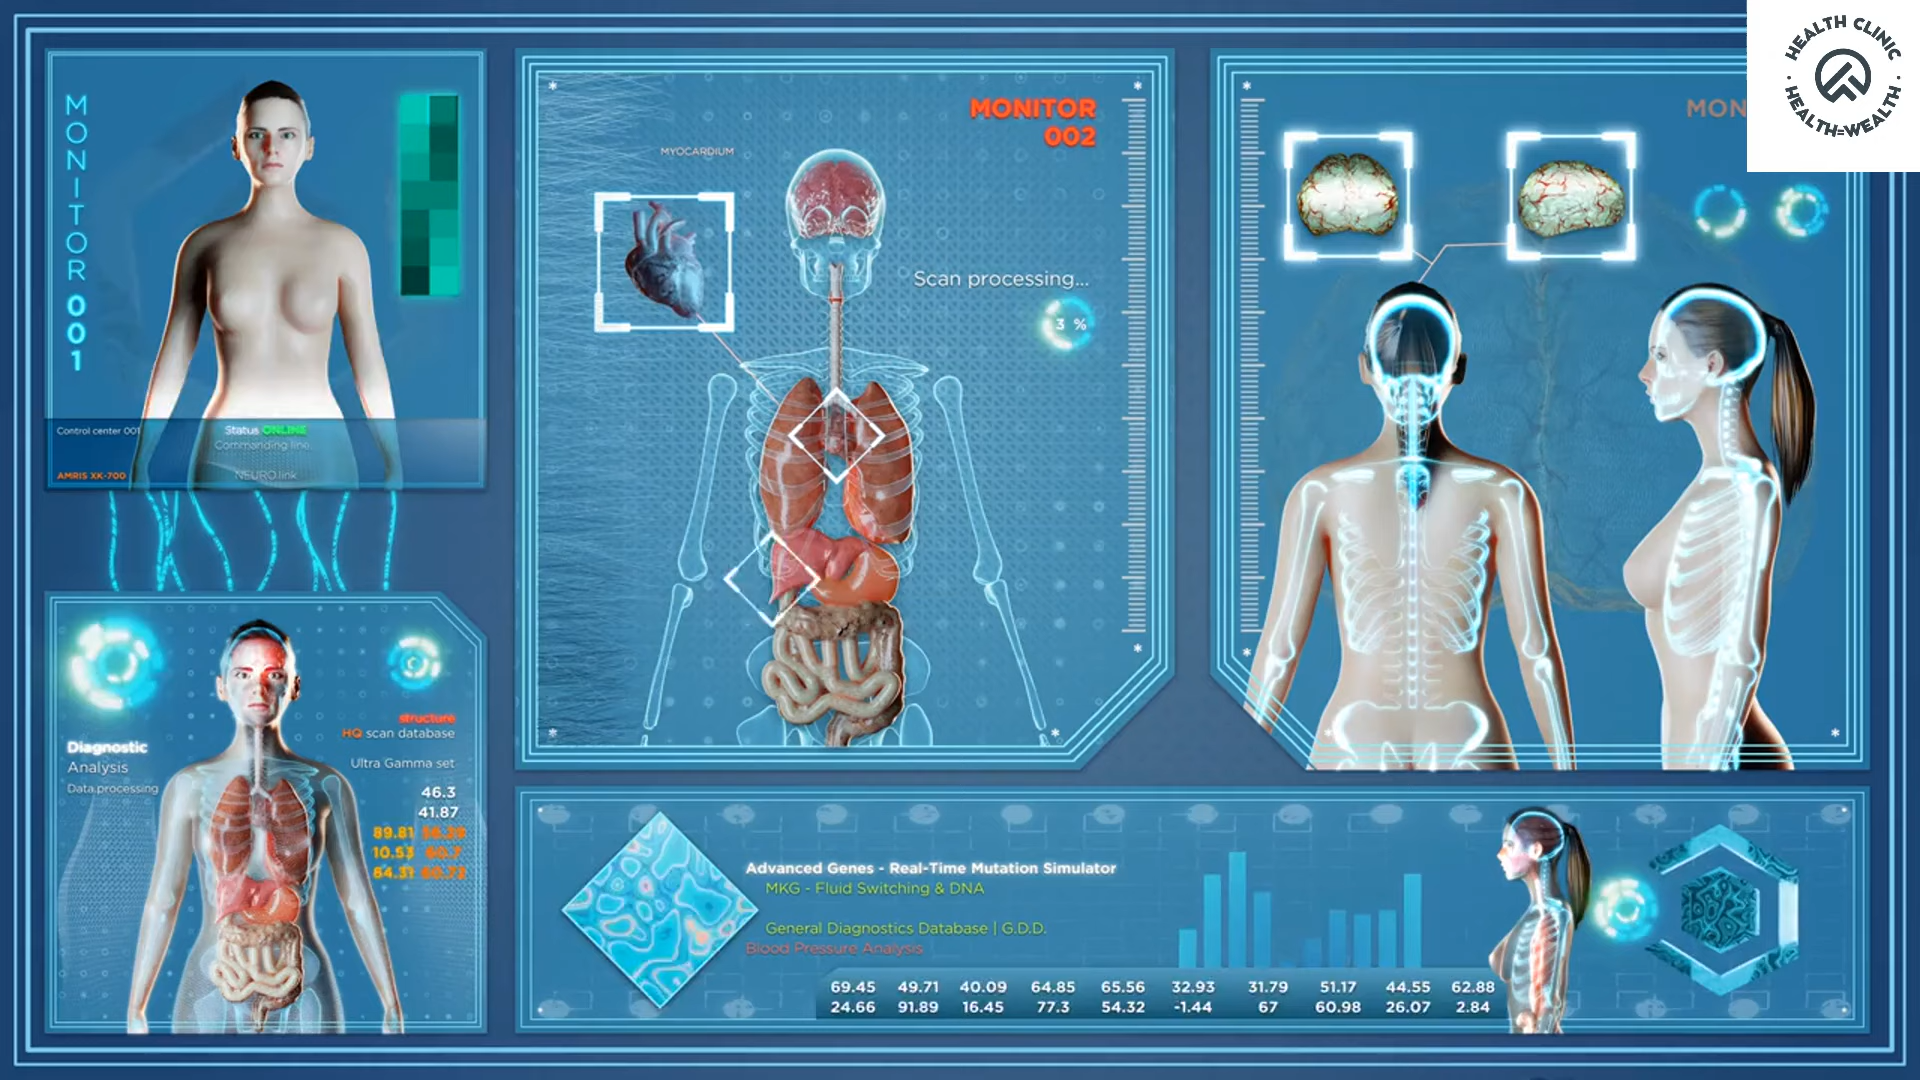 MONITOR 001
Control center 001
Status ONLINE
Commanding line.
AMRIS XK-700
NEURO link
MYOCARDIUM
MONITOR
002
Scan processing...
3 %
MON
HEALTH CLINIC
HEALTH=WEALTH
Diagnostic
Analysis
Data.processing
structure
HQ scan database
Ultra Gamma set
46.3
41.87
89.81
10.53
84.31
Advanced Genes - Real-Time Mutation Simulator
MKG - Fluid Switching & DNA
General Diagnostics Database | G.D.D.
Blood Pressure Analysis
69.45 49.71 40.09 64.85 65.56 32.93 31.79 51.17 44.55 62.88
24.66 91.89 16.45 77.3 54.32 -1.44 67 60.98 26.07 2.84